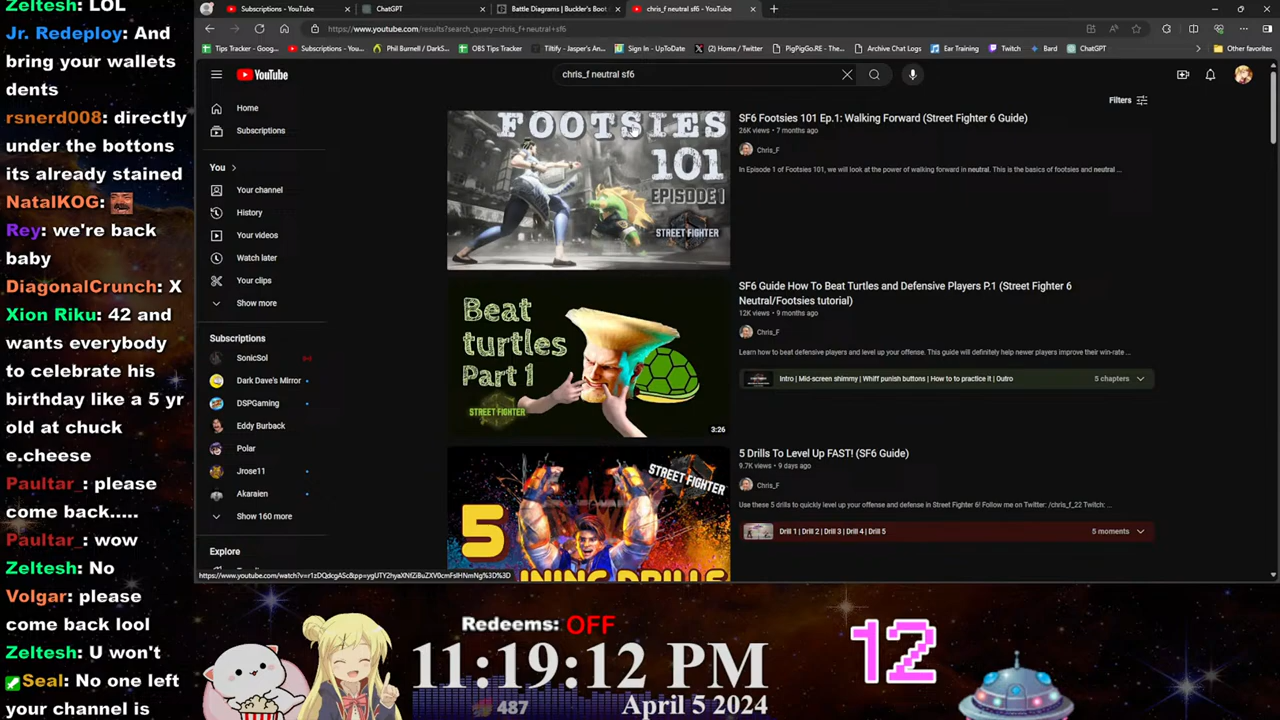 Zeltesh: LOL
Jr. Redeploy: And
bring your wallets
dents
rsnerd008: directly
under the bottons
its already stained
NatalKOG:
Rey: we're back
baby
DiagonalCrunch: X
Xion Riku: 42 and
wants everybody
to celebrate his
birthday like a 5 yr
old at chuck
e.cheese
Paultar_: please
come back.....
Paultar_: wow
Zeltesh: No
Volgar: please
come back lool
Zeltesh: U won't
Seal: No one left
your channel is
Subscriptions - YouTube
ChatGPT
Battle Diagrams | Buckler's Boot
chris_f neutral sf6 - YouTube
https://www.youtube.com/results?search_query=chris_f+neutral+sf6
Tips Tracker - Goog...
Subscriptions - You...
Phil Burnell / DarkS...
OBS Tips Tracker
Tiltify - Jasper's An...
Sign In - UpToDate
(2) Home / Twitter
PigPigGo.RE - The...
Archive Chat Logs
Ear Training
Twitch
Bard
ChatGPT
Other favorites
YouTube
chris_f neutral sf6
Home
Subscriptions
You
Your channel
History
Your videos
Watch later
Your clips
Show more
Subscriptions
SonicSol
Dark Dave's Mirror
DSPGaming
Eddy Burback
Polar
Jrose11
Akaraien
Show 160 more
Explore
Filters
FOOTSIES
101
EPISODE 1
STREET FIGHTER
SF6 Footsies 101 Ep.1: Walking Forward (Street Fighter 6 Guide)
26K views • 7 months ago
Chris_F
In Episode 1 of Footsies 101, we will look at the power of walking forward in neutral. This is the basics of footsies and neutral ...
Beat
turtles
Part 1
STREET FIGHTER
3:26
SF6 Guide How To Beat Turtles and Defensive Players P.1 (Street Fighter 6
Neutral/Footsies tutorial)
12K views • 9 months ago
Chris_F
Learn how to beat defensive players and level up your offense. This guide will definitely help newer players improve their win-rate ...
Intro | Mid-screen shimmy | Whiff punish buttons | How to to practice it | Outro
5 chapters
STREET FIGHTER
5
5 Drills To Level Up FAST! (SF6 Guide)
9.7K views • 9 days ago
Chris_F
Use these 5 drills to quickly level up your offense and defense in Street Fighter 6! Follow me on Twitter: /chris_f_22 Twitch: ...
Drill 1 | Drill 2 | Drill 3 | Drill 4 | Drill 5
5 moments
Redeems: OFF
11:19:12 PM
487
April 5 2024
12